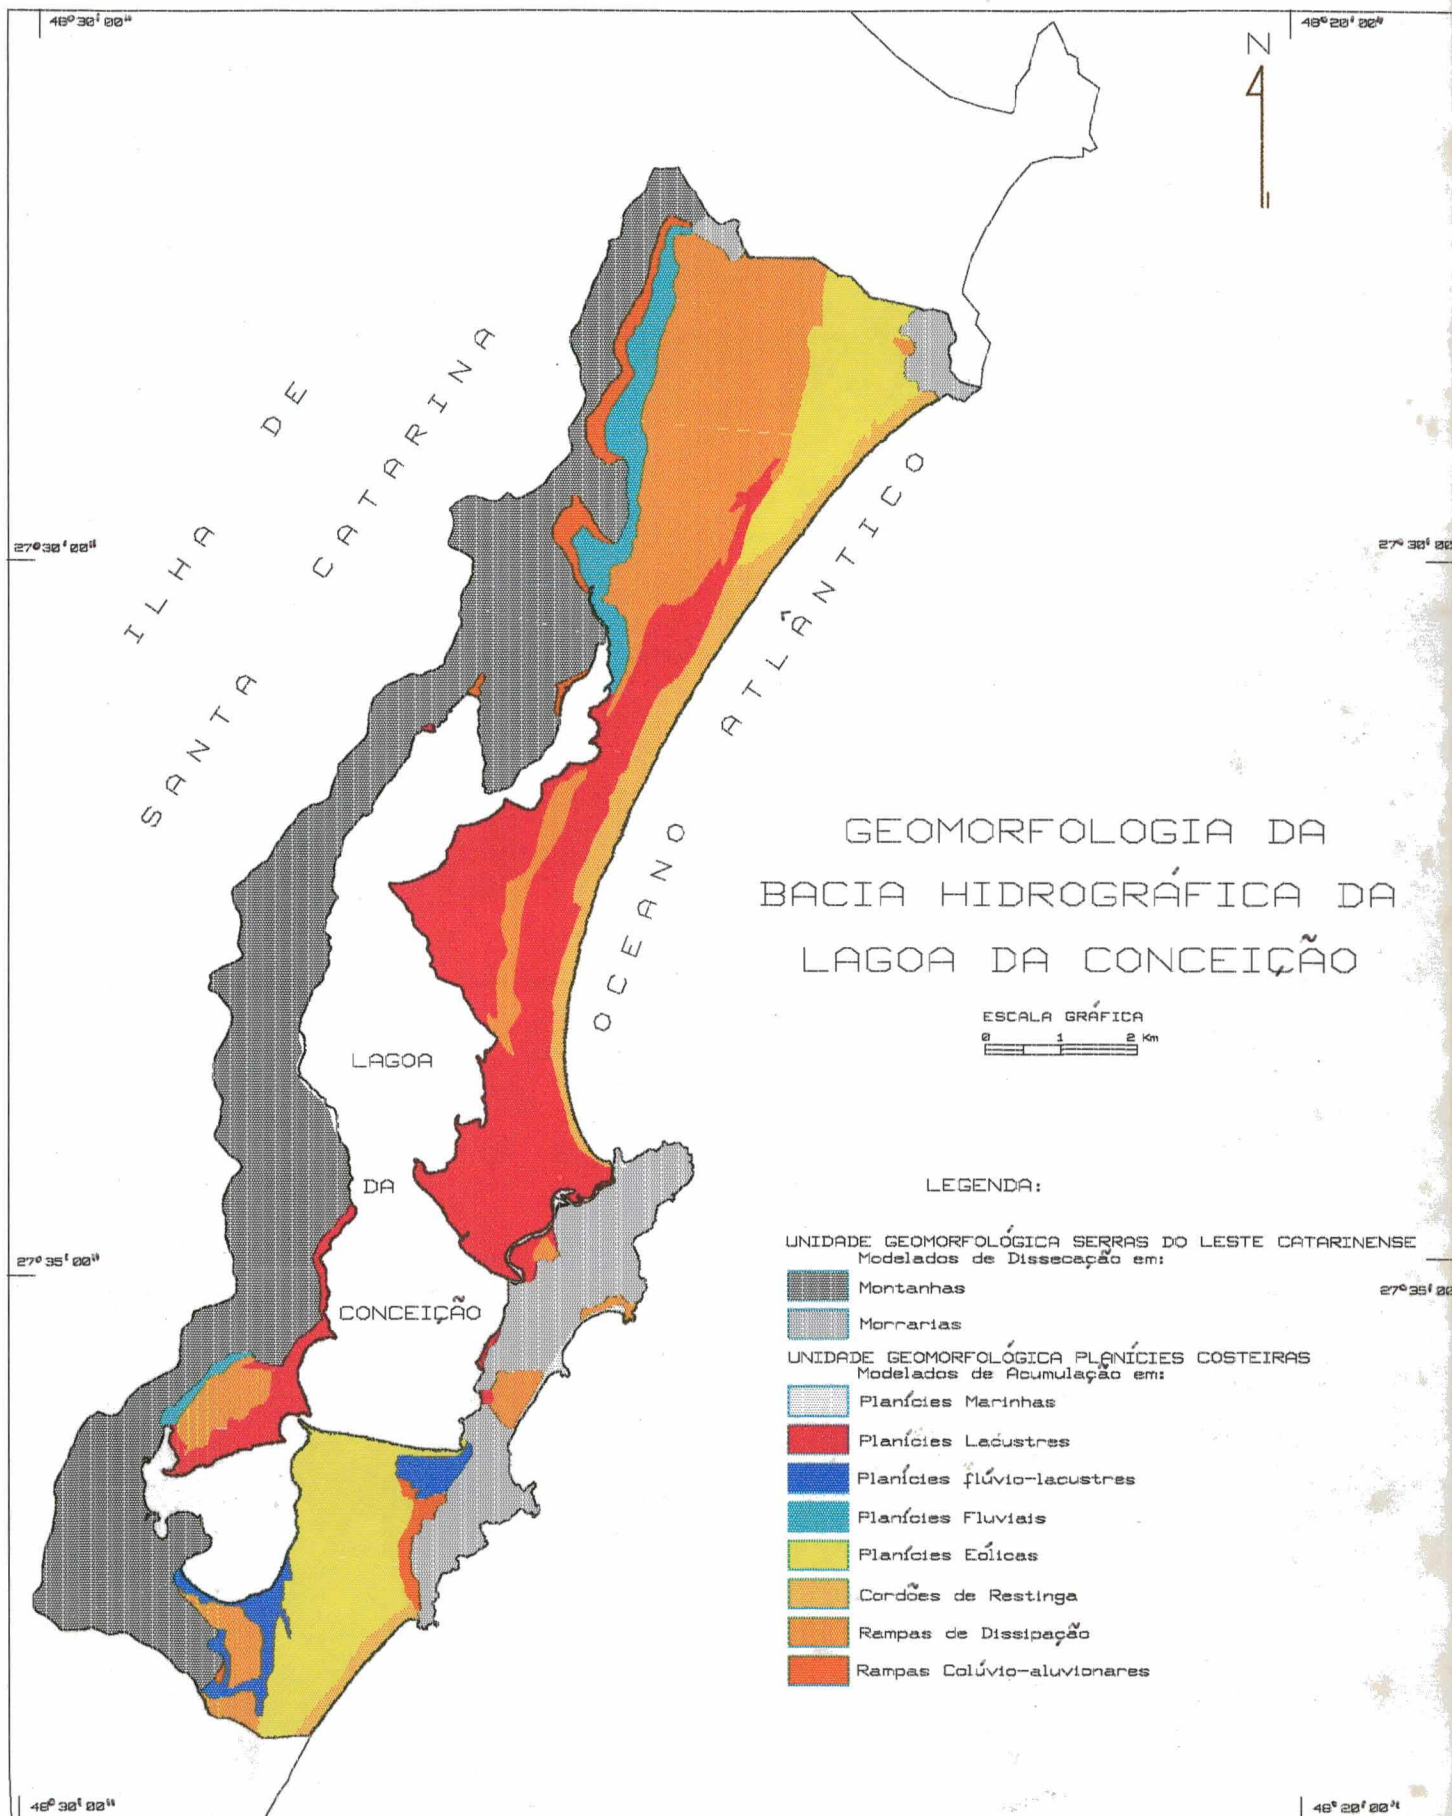 48° 30' 00"
48° 20' 00"
N
ILHA DE
SANTA CATARINA
27° 30' 00"
27° 30' 00
OCEANO ATLÂNTICO
GEOMORFOLOGIA DA
BACIA HIDROGRÁFICA DA
LAGOA DA CONCEIÇÃO
ESCALA GRÁFICA
0 1 2 Km
LAGOA
DA
CONCEIÇÃO
LEGENDA:
27° 35' 00"
27° 35' 00
UNIDADE GEOMORFOLÓGICA SERRAS DO LESTE CATARINENSE
Modelados de Dissecação em:
Montanhas
Morrarias
UNIDADE GEOMORFOLÓGICA PLANÍCIES COSTEIRAS
Modelados de Acumulação em:
Planícies Marinhas
Planícies Lacustres
Planícies flúvio-lacustres
Planícies Fluviais
Planícies Eólicas
Cordões de Restinga
Rampas de Dissipação
Rampas Colúvio-aluvionares
48° 30' 00"
48° 20' 00"